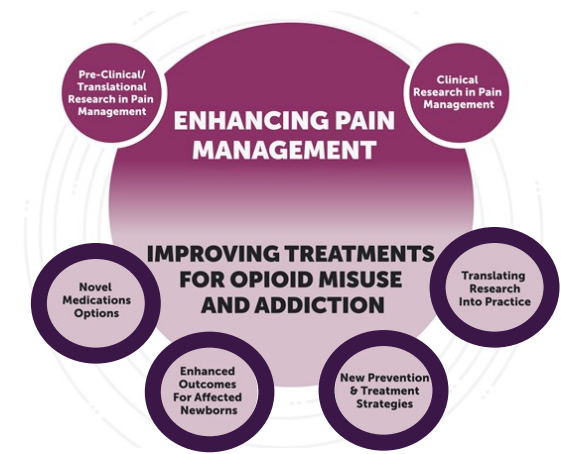 Pre-Clinical/
Translational
Research in Pain
Management
Clinical
Research in Pain
Management
ENHANCING PAIN
MANAGEMENT
IMPROVING TREATMENTS
FOR OPIOID MISUSE
AND ADDICTION
Novel
Medications
Options
Translating
Research
Into Practice
Enhanced
Outcomes
For Affected
Newborns
New Prevention
& Treatment
Strategies